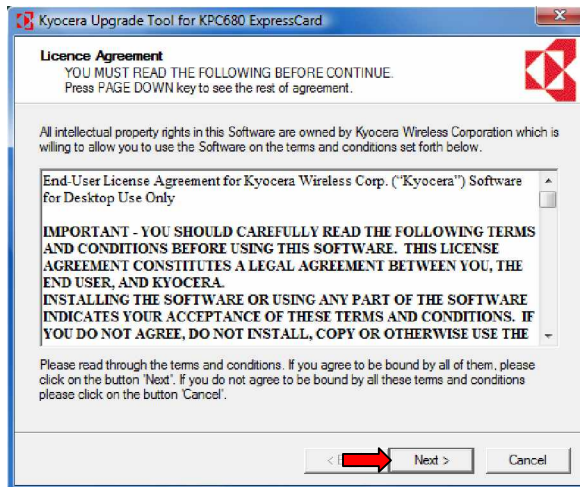 Kyocera Upgrade Tool for KPC680 ExpressCard
Licence Agreement
YOU MUST READ THE FOLLOWING BEFORE CONTINUE.
Press PAGE DOWN key to see the rest of agreement.
All intellectual property rights in this Software are owned by Kyocera Wireless Corporation which is
willing to allow you to use the Software on the terms and conditions set forth below.
End-User License Agreement for Kyocera Wireless Corp. (“Kyocera”) Software
for Desktop Use Only
IMPORTANT - YOU SHOULD CAREFULLY READ THE FOLLOWING TERMS
AND CONDITIONS BEFORE USING THIS SOFTWARE. THIS LICENSE
AGREEMENT CONSTITUTES A LEGAL AGREEMENT BETWEEN YOU, THE
END USER, AND KYOCERA.
INSTALLING THE SOFTWARE OR USING ANY PART OF THE SOFTWARE
INDICATES YOUR ACCEPTANCE OF THESE TERMS AND CONDITIONS. IF
YOU DO NOT AGREE, DO NOT INSTALL, COPY OR OTHERWISE USE THE
Please read through the terms and conditions. If you agree to be bound by all of them, please
click on the button 'Next'. If you do not agree to be bound by all these terms and conditions
please click on the button 'Cancel'.
< Next > Cancel